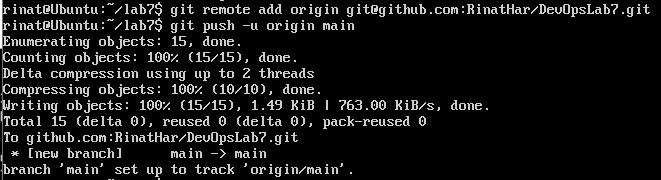 rinat@Ubuntu:~/lab7$ git remote add origin git@github.com:RinatHar/DevOpsLab7.git
rinat@Ubuntu:~/lab7$ git push -u origin main
Enumerating objects: 15, done.
Counting objects: 100% (15/15), done.
Delta compression using up to 2 threads
Compressing objects: 100% (10/10), done.
Writing objects: 100% (15/15), 1.49 KiB | 763.00 KiB/s, done.
Total 15 (delta 0), reused 0 (delta 0), pack-reused 0
To github.com:RinatHar/DevOpsLab7.git
 * [new branch]      main -> main
branch 'main' set up to track 'origin/main'.